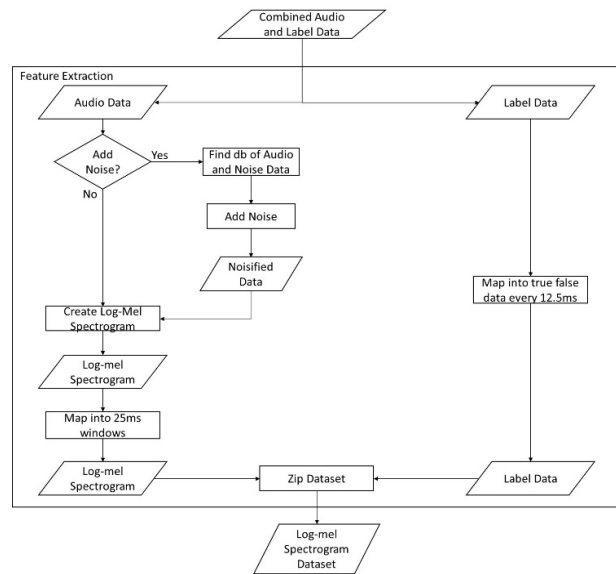 Combined Audio
and Label Data
Feature Extraction
Audio Data
Label Data
Add
Noise?
Yes
No
Find db of Audio
and Noise Data
Add Noise
Noisified
Data
Map into true false
data every 12.5ms
Create Log-Mel
Spectrogram
Log-mel
Spectrogram
Map into 25ms
windows
Log-mel
Spectrogram
Zip Dataset
Label Data
Log-mel
Spectrogram
Dataset